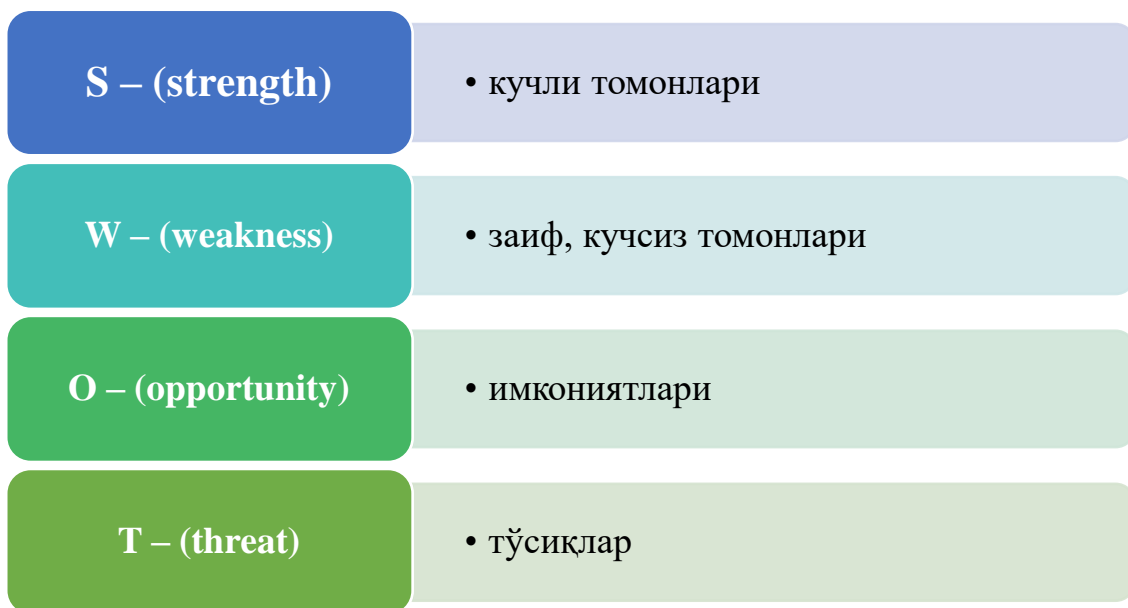 S – (strength)
• кучли томонлари
W – (weakness)
• заиф, кучсиз томонлари
O – (opportunity)
• имкониятлари
T – (threat)
• тўсиқлар